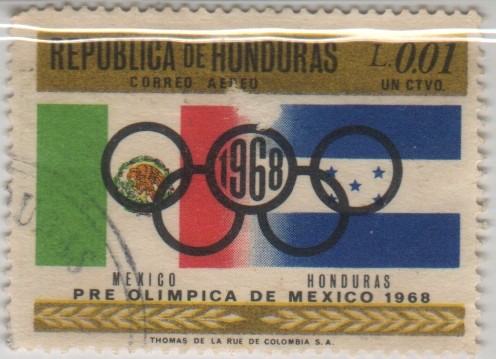 REPUBLICA DE HONDURAS L.0.01
CORREO AEREO UN CTVO.
1968
MEXICO HONDURAS
PRE OLIMPICA DE MEXICO 1968
THOMAS DE LA RUE DE COLOMBIA S.A.